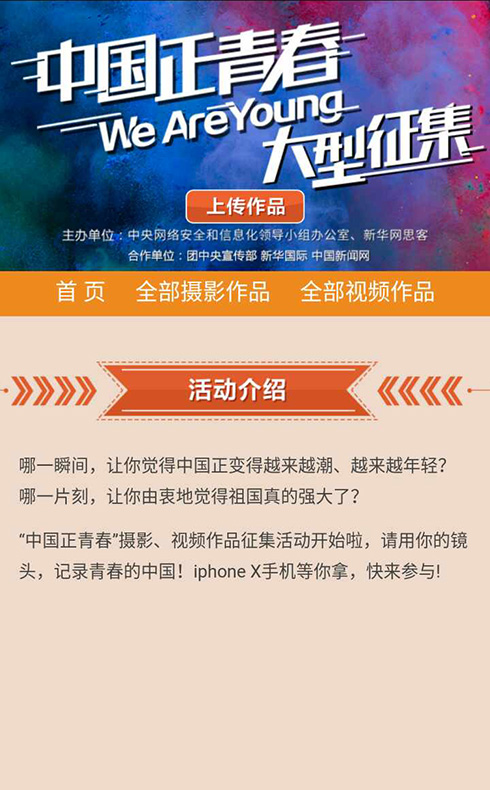 中国正青春
We Are Young
大型征集
上传作品
主办单位：中央网络安全和信息化领导小组办公室、新华网思客
合作单位：团中央宣传部 新华国际 中国新闻网
首 页 全部摄影作品 全部视频作品
活动介绍
哪一瞬间，让你觉得中国正变得越来越潮、越来越年轻？
哪一片刻，让你由衷地觉得祖国真的强大了？
“中国正青春”摄影、视频作品征集活动开始啦，请用你的镜
头，记录青春的中国！iphone X手机等你拿，快来参与!